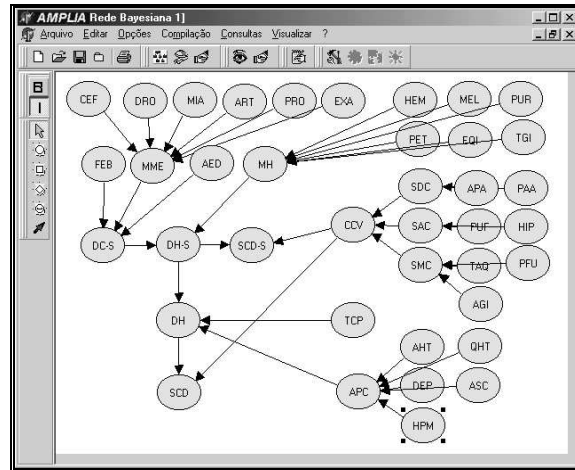 AMPLIA Rede Bayesiana 1]
Arquivo Editar Opções Compilação Consultas Visualizar ?
B
I
CEF DRO MIA ART PRO EXA HEM MEL PUR
PET EQI TGI
FEB MME AED MH
SDC APA PAA
CCV SAC FUF HIP
DC-S DH-S SCD-S
SMC TAQ PFU
AGI
DH TCP
AHT QHT
SCD APC DEP ASC
HPM